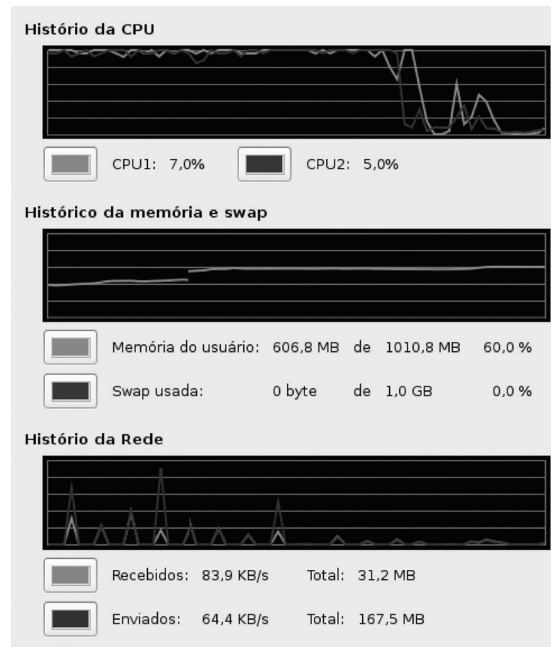 Histório da CPU
CPU1: 7,0% CPU2: 5,0%
Histórico da memória e swap
Memória do usuário: 606,8 MB de 1010,8 MB 60,0 %
Swap usada: 0 byte de 1,0 GB 0,0 %
Histório da Rede
Recebidos: 83,9 KB/s Total: 31,2 MB
Enviados: 64,4 KB/s Total: 167,5 MB